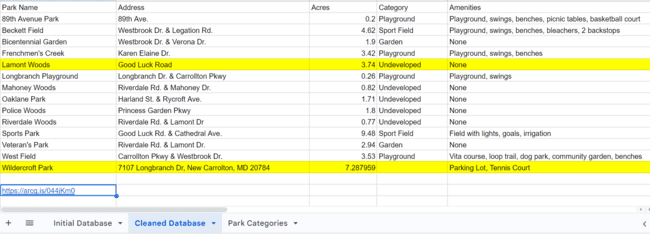 Park Name Address Acres Category Amenities
89th Avenue Park 89th Ave. 0.2 Playground Playground, swings, benches, picnic tables, basketball court
Beckett Field Westbrook Dr. & Legation Rd. 4.62 Sport Field Playground, swings, benches, bleachers, 2 backstops
Bicentennial Garden Westbrook Dr. & Verona Dr. 1.9 Garden None
Frenchmen's Creek Karen Elaine Dr. 3.42 Playground Playground, swings, benches
Lamont Woods Good Luck Road 3.74 Undeveloped None
Longbranch Playground Longbranch Dr. & Carrollton Pkwy 0.26 Playground Playground, swings
Mahoney Woods Riverdale Rd. & Mahoney Dr. 0.82 Undeveloped None
Oaklane Park Harland St. & Rycroft Ave. 1.71 Undeveloped None
Police Woods Princess Garden Pkwy 1.8 Undeveloped None
Riverdale Woods Riverdale Rd. & Lamont Dr 0.77 Undeveloped None
Sports Park Good Luck Rd. & Cathedral Ave. 9.48 Sport Field Field with lights, goals, irrigation
Veteran's Park Riverdale Rd. & Lamont Dr. 2.94 Garden None
West Field Carrollton Pkwy & Westbrook Dr. 3.53 Playground Vita course, loop trail, dog park, community garden, benches
Wildercroft Park 7107 Longbranch Dr, New Carrolton, MD 20784 7.287959 Parking Lot, Tennis Court
https://arcg.is/044jKm0
Initial Database Cleaned Database Park Categories